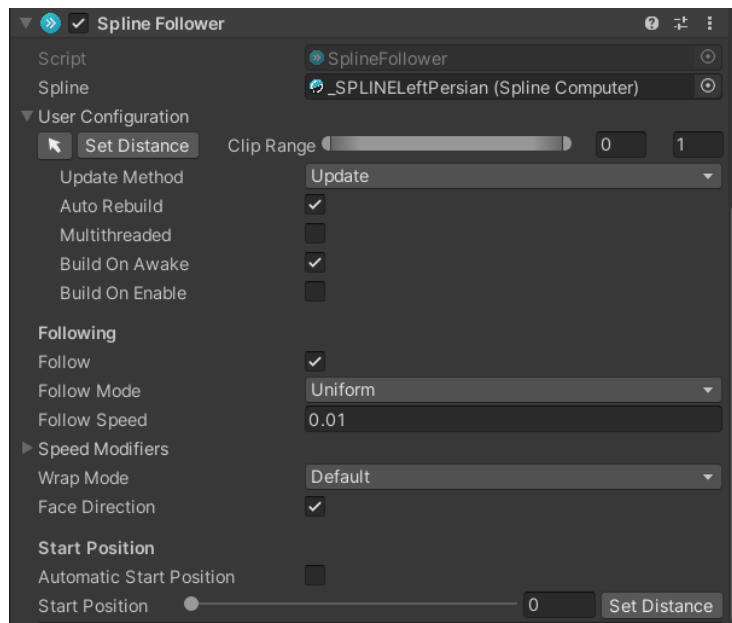 Spline Follower
Script SplineFollower
Spline _SPLINELeftPersian (Spline Computer)
User Configuration
Set Distance Clip Range 0 1
Update Method Update
Auto Rebuild
Multithreaded
Build On Awake
Build On Enable
Following
Follow
Follow Mode Uniform
Follow Speed 0.01
Speed Modifiers
Wrap Mode Default
Face Direction
Start Position
Automatic Start Position
Start Position 0 Set Distance